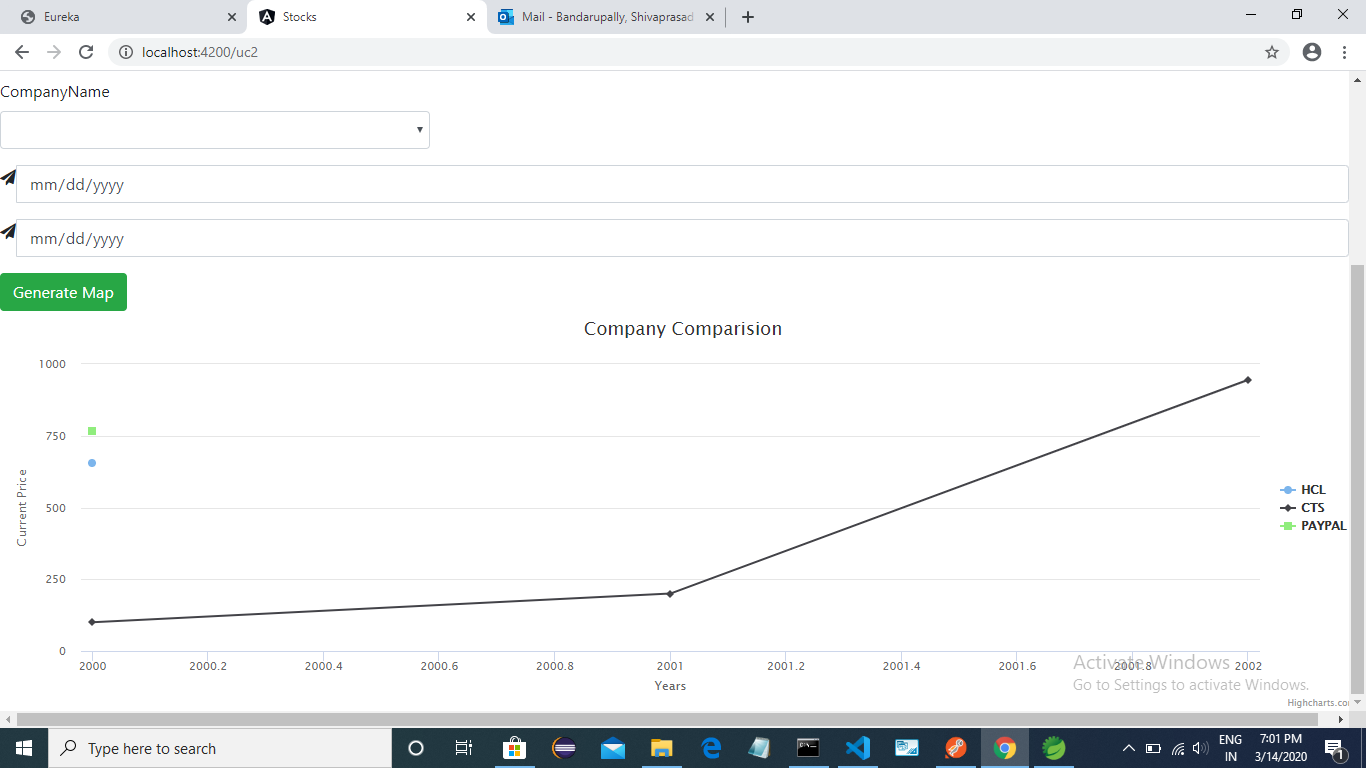 Eureka
Stocks
Mail - Bandarupally, Shivaprasad
localhost:4200/uc2
CompanyName
mm/dd/yyyy
mm/dd/yyyy
Generate Map
Company Comparision
1000
750
500
250
0
Current Price
2000
2000.2
2000.4
2000.6
2000.8
2001
2001.2
2001.4
2001.6
2001.8
2002
Years
HCL
CTS
PAYPAL
Activate Windows
Go to Settings to activate Windows.
Highcharts.co
Type here to search
ENG
IN
7:01 PM
3/14/2020
1